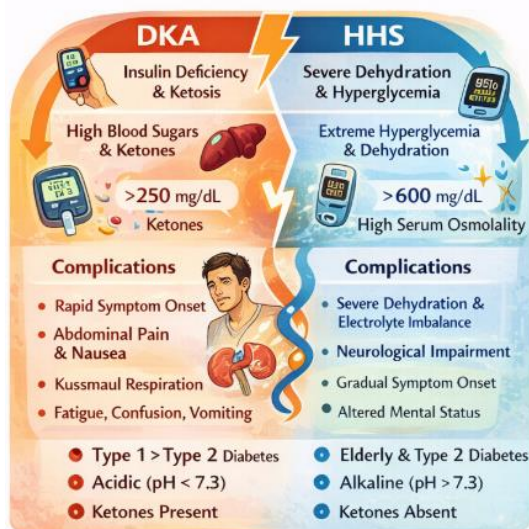 DKA
Insulin Deficiency
& Ketosis
High Blood Sugars
& Ketones
>250 mg/dL
Ketones
Complications
• Rapid Symptom Onset
• Abdominal Pain
& Nausea
• Kussmaul Respiration
• Fatigue, Confusion, Vomiting
Type 1 > Type 2 Diabetes
Acidic (pH < 7.3)
Ketones Present
HHS
Severe Dehydration
& Hyperglycemia
Extreme Hyperglycemia
& Dehydration
>600 mg/dL
High Serum Osmolality
Complications
• Severe Dehydration &
Electrolyte Imbalance
• Neurological Impairment
• Gradual Symptom Onset
• Altered Mental Status
Elderly & Type 2 Diabetes
Alkaline (pH > 7.3)
Ketones Absent